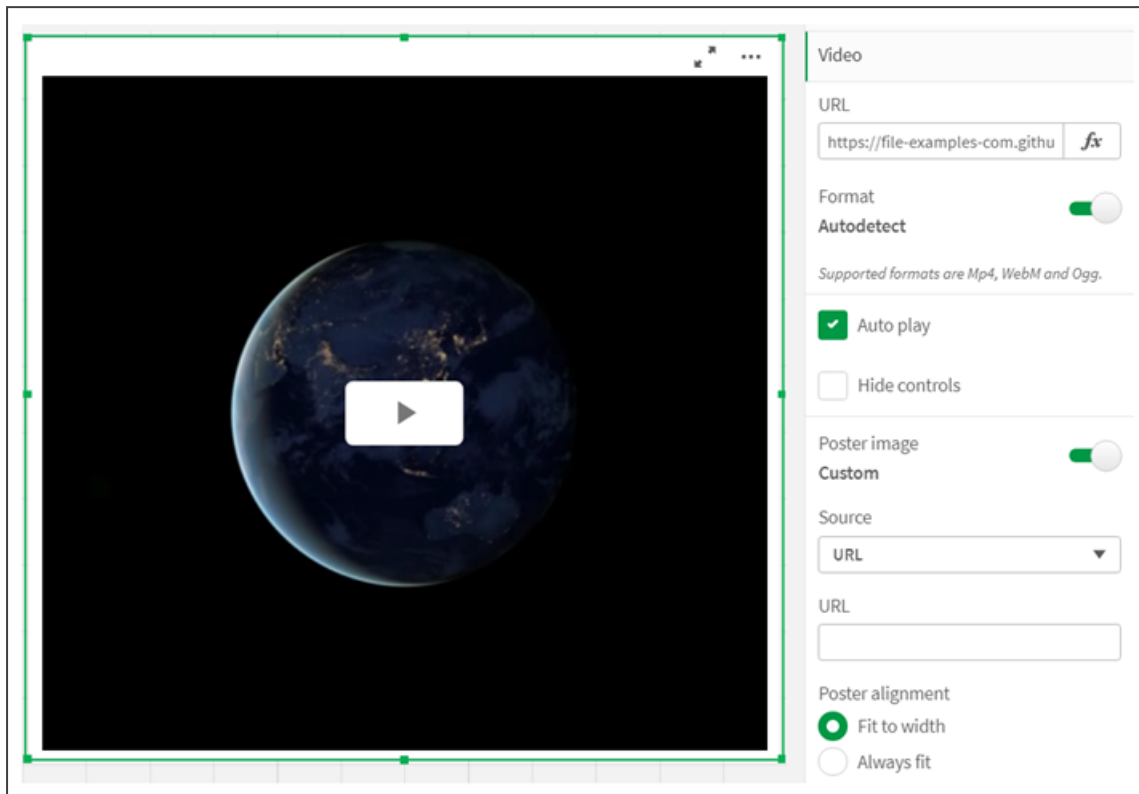 Video
URL
https://file-examples-com.githu
fx
Format
Autodetect
Supported formats are Mp4, WebM and Ogg.
Auto play
Hide controls
Poster image
Custom
Source
URL
URL
Poster alignment
Fit to width
Always fit